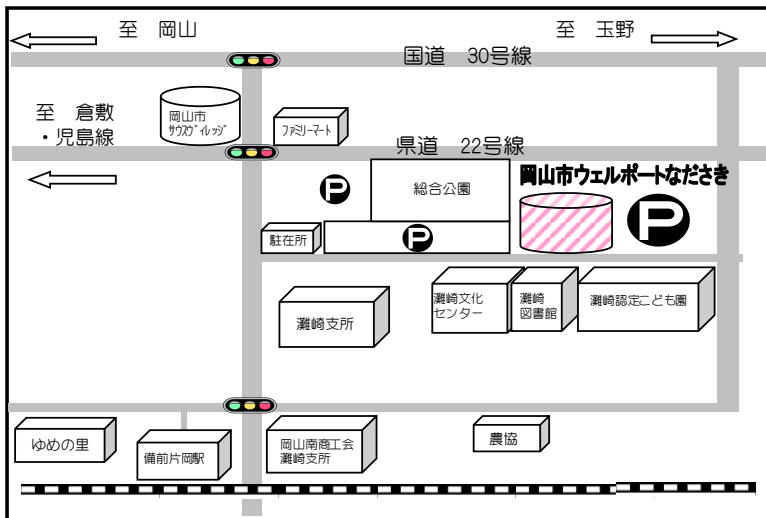 至 岡山
至 玉野
国道 30号線
至 倉敷
・児島線
岡山市
ｻｳｽｳﾞｨﾚｯｼﾞ
ﾌｧﾐﾘｰﾏｰﾄ
県道 22号線
岡山市ウェルポートなださき
総合公園
P
P
P
駐在所
灘崎支所
灘崎文化
センター
灘崎
図書館
灘崎認定こども園
ゆめの里
備前片岡駅
岡山南商工会
灘崎支所
農協